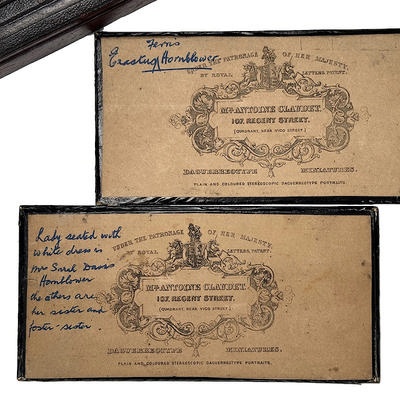 Ferris
Erastus Hornblower
UNDER THE PATRONAGE OF HER MAJESTY,
BY ROYAL LETTERS PATENT.
MR. ANTOINE CLAUDET.
107, REGENT STREET,
(QUADRANT, NEAR VIGO STREET.)
DAGUERREOTYPE MINIATURES.
PLAIN AND COLOURED STEREOSCOPIC DAGUERREOTYPE PORTRAITS.
Lady seated with
white dress is
Mrs Sarah Davis
Hornblower
the others are
her sister and
foster-sister.
UNDER THE PATRONAGE OF HER MAJESTY,
BY ROYAL LETTERS, PATENT.
MR. ANTOINE CLAUDET.
107, REGENT STREET,
(QUADRANT, NEAR VIGO STREET.)
DAGUERREOTYPE MINIATURES.
PLAIN AND COLOURED STEREOSCOPIC DAGUERREOTYPE PORTRAITS.